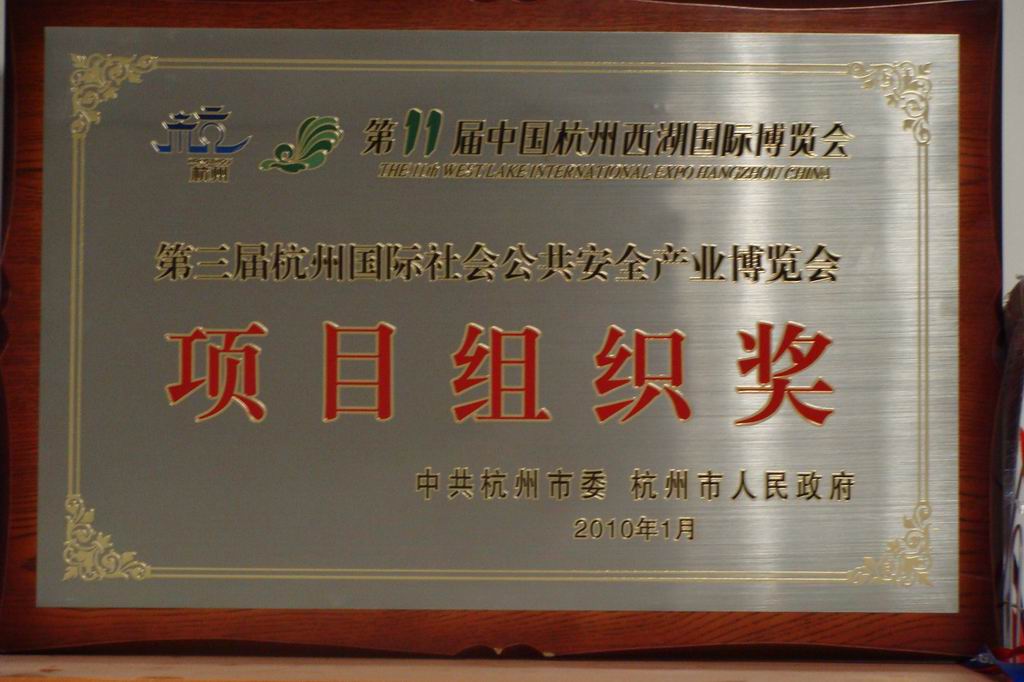 杭州
第11届中国杭州西湖国际博览会
THE 11th WEST LAKE INTERNATIONAL EXPO HANGZHOU CHINA
第三届杭州国际社会公共安全产业博览会
项目组织奖
中共杭州市委 杭州市人民政府
2010年1月